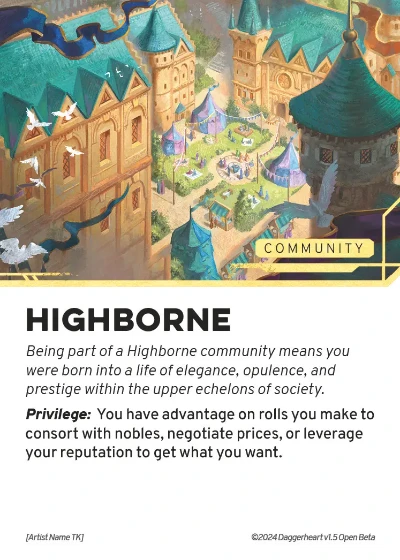 COMMUNITY
HIGHBORNE
Being part of a Highborne community means you
were born into a life of elegance, opulence, and
prestige within the upper echelons of society.
Privilege: You have advantage on rolls you make to
consort with nobles, negotiate prices, or leverage
your reputation to get what you want.
[Artist Name TK]
©2024 Daggerheart v1.5 Open Beta